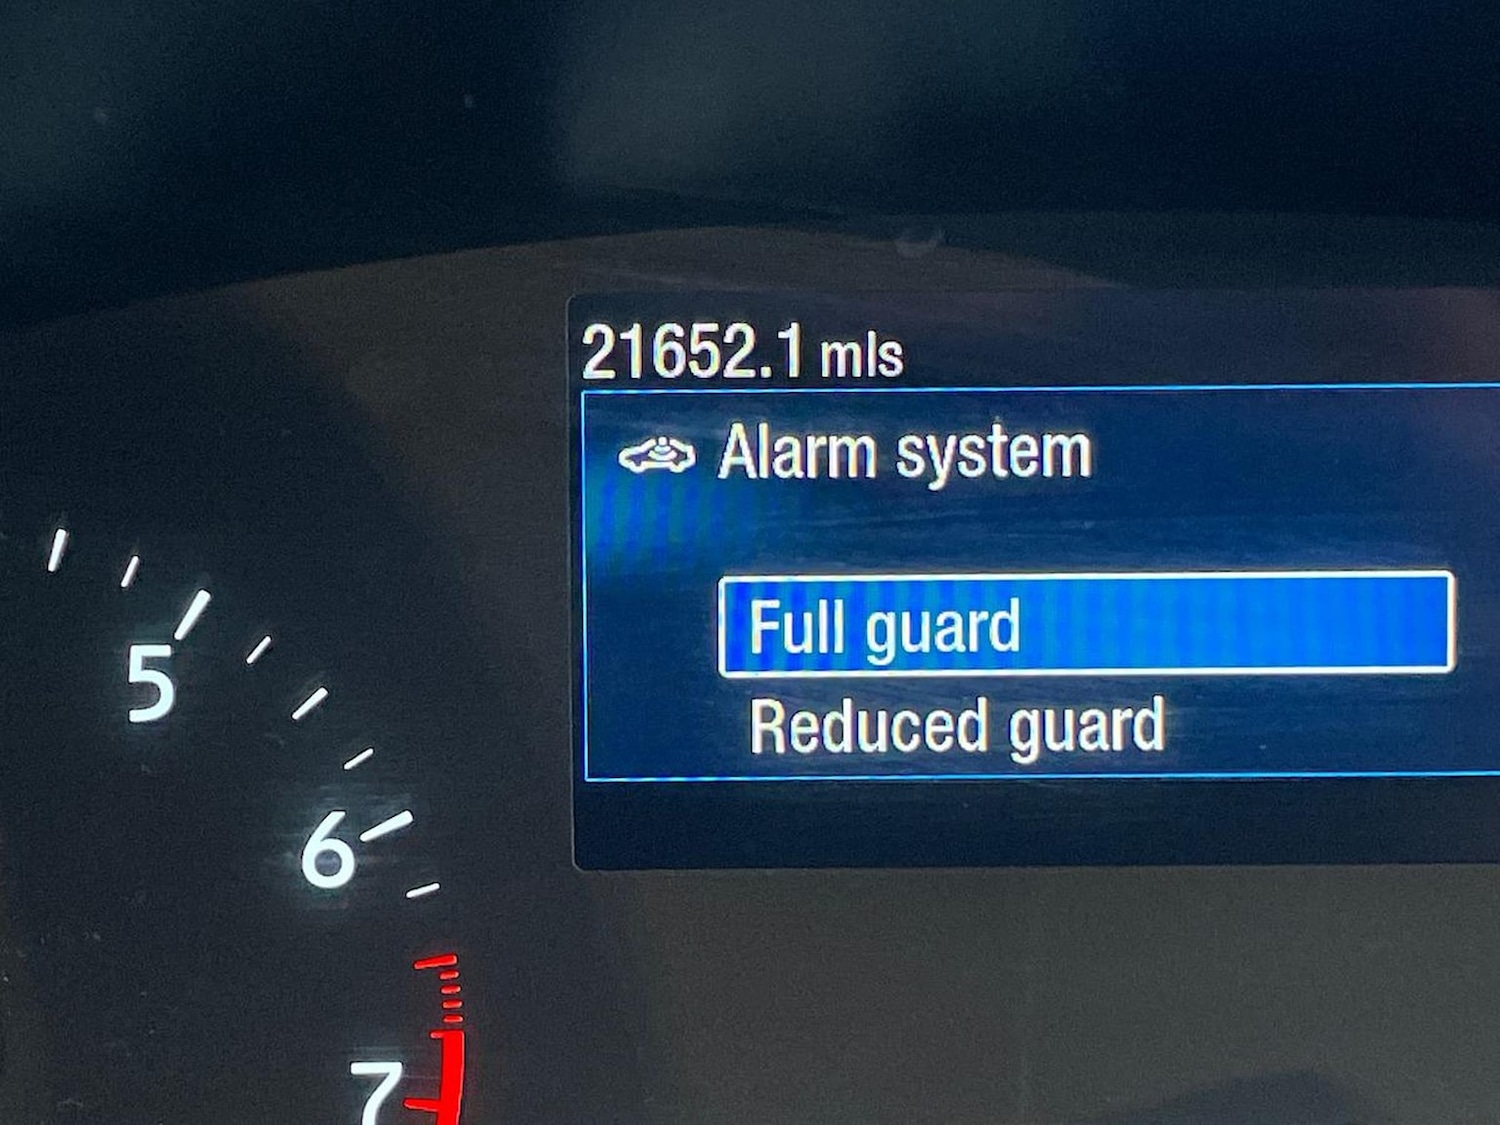 21652.1 mls
Alarm system
Full guard
Reduced guard
5
6
7